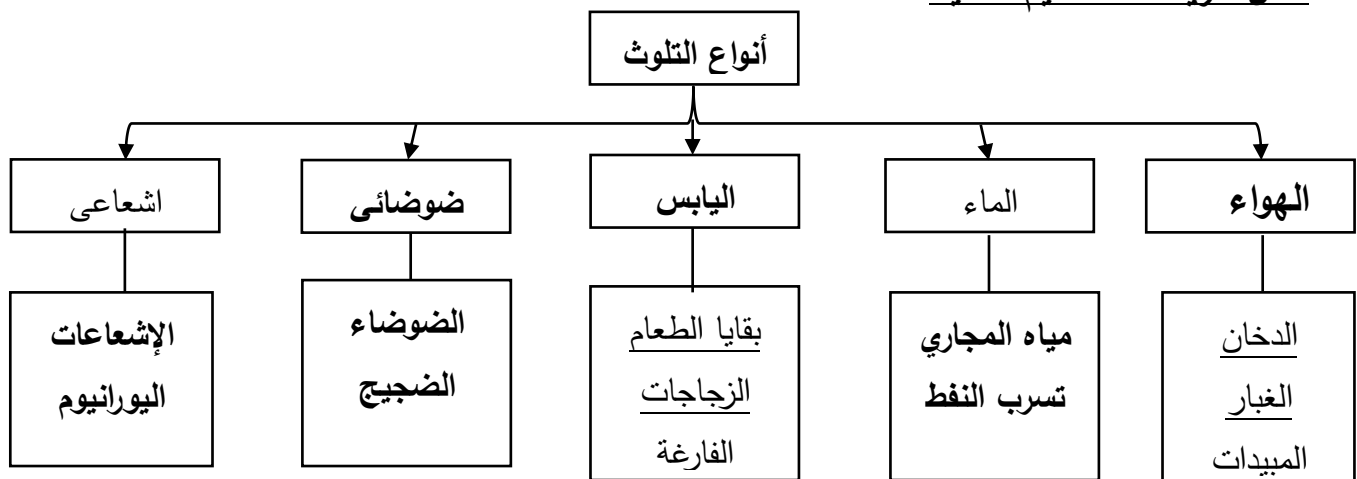 أنواع التلوث
الهواء
الماء
اليابس
ضوضائى
اشعاعى
الدخان
الغبار
المبيدات
مياه المجاري
تسرب النفط
بقايا الطعام
الزجاجات
الفارغة
الضوضاء
الضجيج
الإشعاعات
اليورانيوم